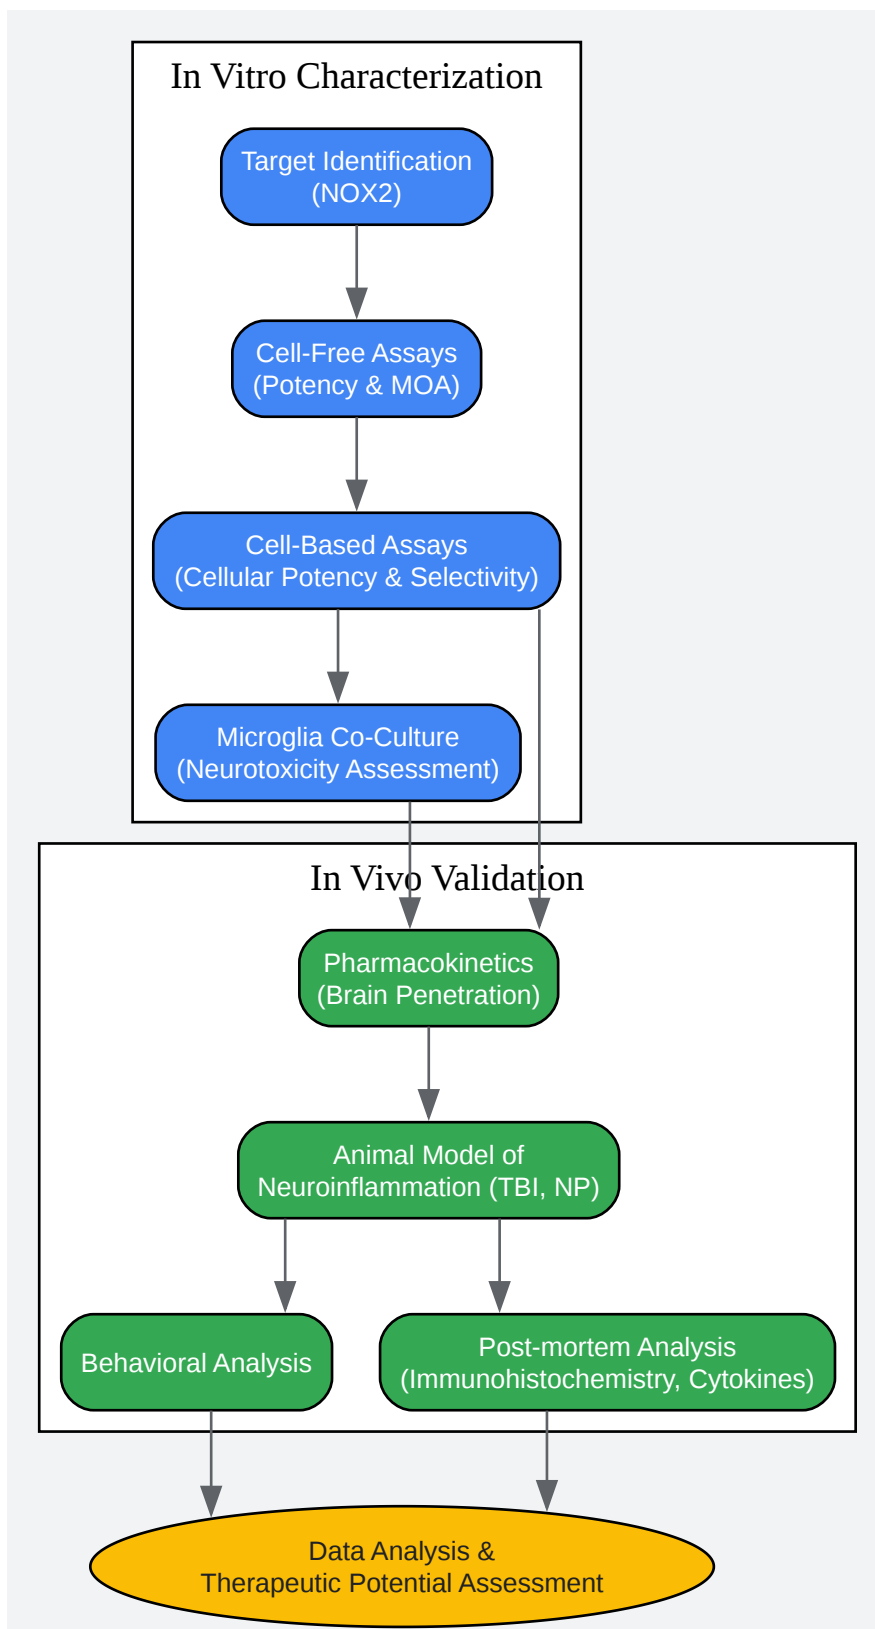 In Vitro Characterization
Target Identification
(NOX2)
Cell-Free Assays
(Potency & MOA)
Cell-Based Assays
(Cellular Potency & Selectivity)
Microglia Co-Culture
(Neurotoxicity Assessment)
In Vivo Validation
Pharmacokinetics
(Brain Penetration)
Animal Model of
Neuroinflammation (TBI, NP)
Behavioral Analysis
Post-mortem Analysis
(Immunohistochemistry, Cytokines)
Data Analysis &
Therapeutic Potential Assessment